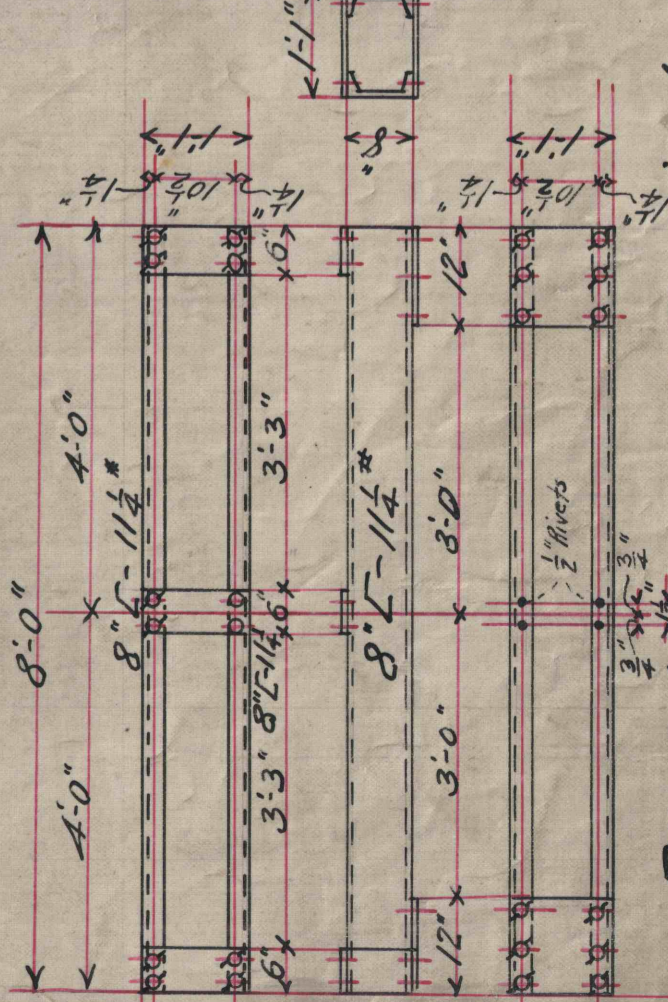 8'-0"
4'-0" 4'-0"
1'-1"
1¼" 10½" 1¼"
8" [-11¼#
6" 3'-3" 8" [-11¼ 6" 3'-3" 6"
1'-1"
8"
8" [-11¼#
12" 3'-0" 3'-0" 12"
1'-1"
1¼" 10½" 1¼"
½" Rivets
¾" ¾"